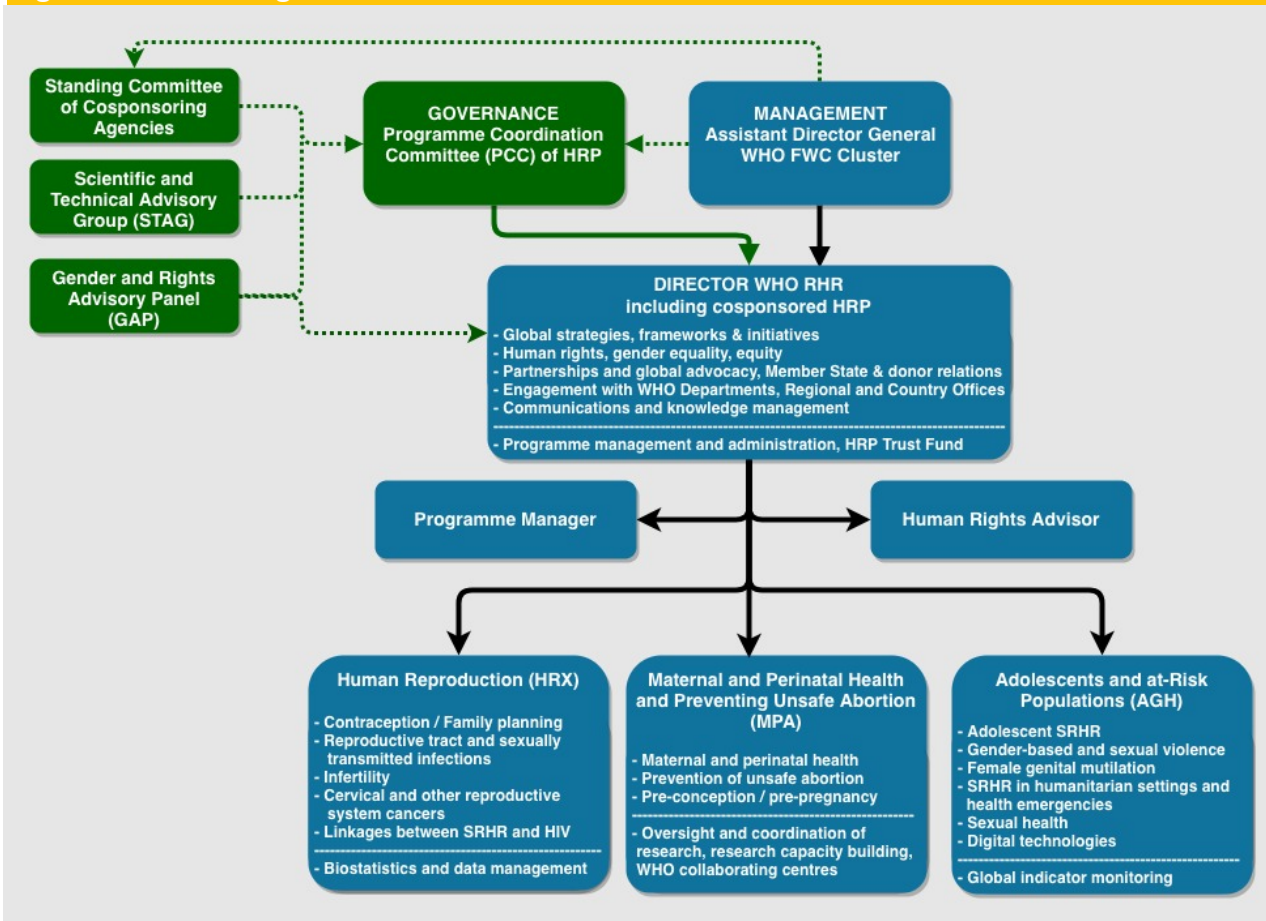 Standing Committee
of Cosponsoring
Agencies
GOVERNANCE
Programme Coordination
Committee (PCC) of HRP
MANAGEMENT
Assistant Director General
WHO FWC Cluster
Scientific and
Technical Advisory
Group (STAG)
Gender and Rights
Advisory Panel
(GAP)
DIRECTOR WHO RHR
including cosponsored HRP
- Global strategies, frameworks & initiatives
- Human rights, gender equality, equity
- Partnerships and global advocacy, Member State & donor relations
- Engagement with WHO Departments, Regional and Country Offices
- Communications and knowledge management
- Programme management and administration, HRP Trust Fund
Programme Manager
Human Rights Advisor
Human Reproduction (HRX)
- Contraception / Family planning
- Reproductive tract and sexually
transmitted infections
- Infertility
- Cervical and other reproductive
system cancers
- Linkages between SRHR and HIV
- Biostatistics and data management
Maternal and Perinatal Health
and Preventing Unsafe Abortion
(MPA)
- Maternal and perinatal health
- Prevention of unsafe abortion
- Pre-conception / pre-pregnancy
- Oversight and coordination of
research, research capacity building,
WHO collaborating centres
Adolescents and at-Risk
Populations (AGH)
- Adolescent SRHR
- Gender-based and sexual violence
- Female genital mutilation
- SRHR in humanitarian settings and
health emergencies
- Sexual health
- Digital technologies
- Global indicator monitoring